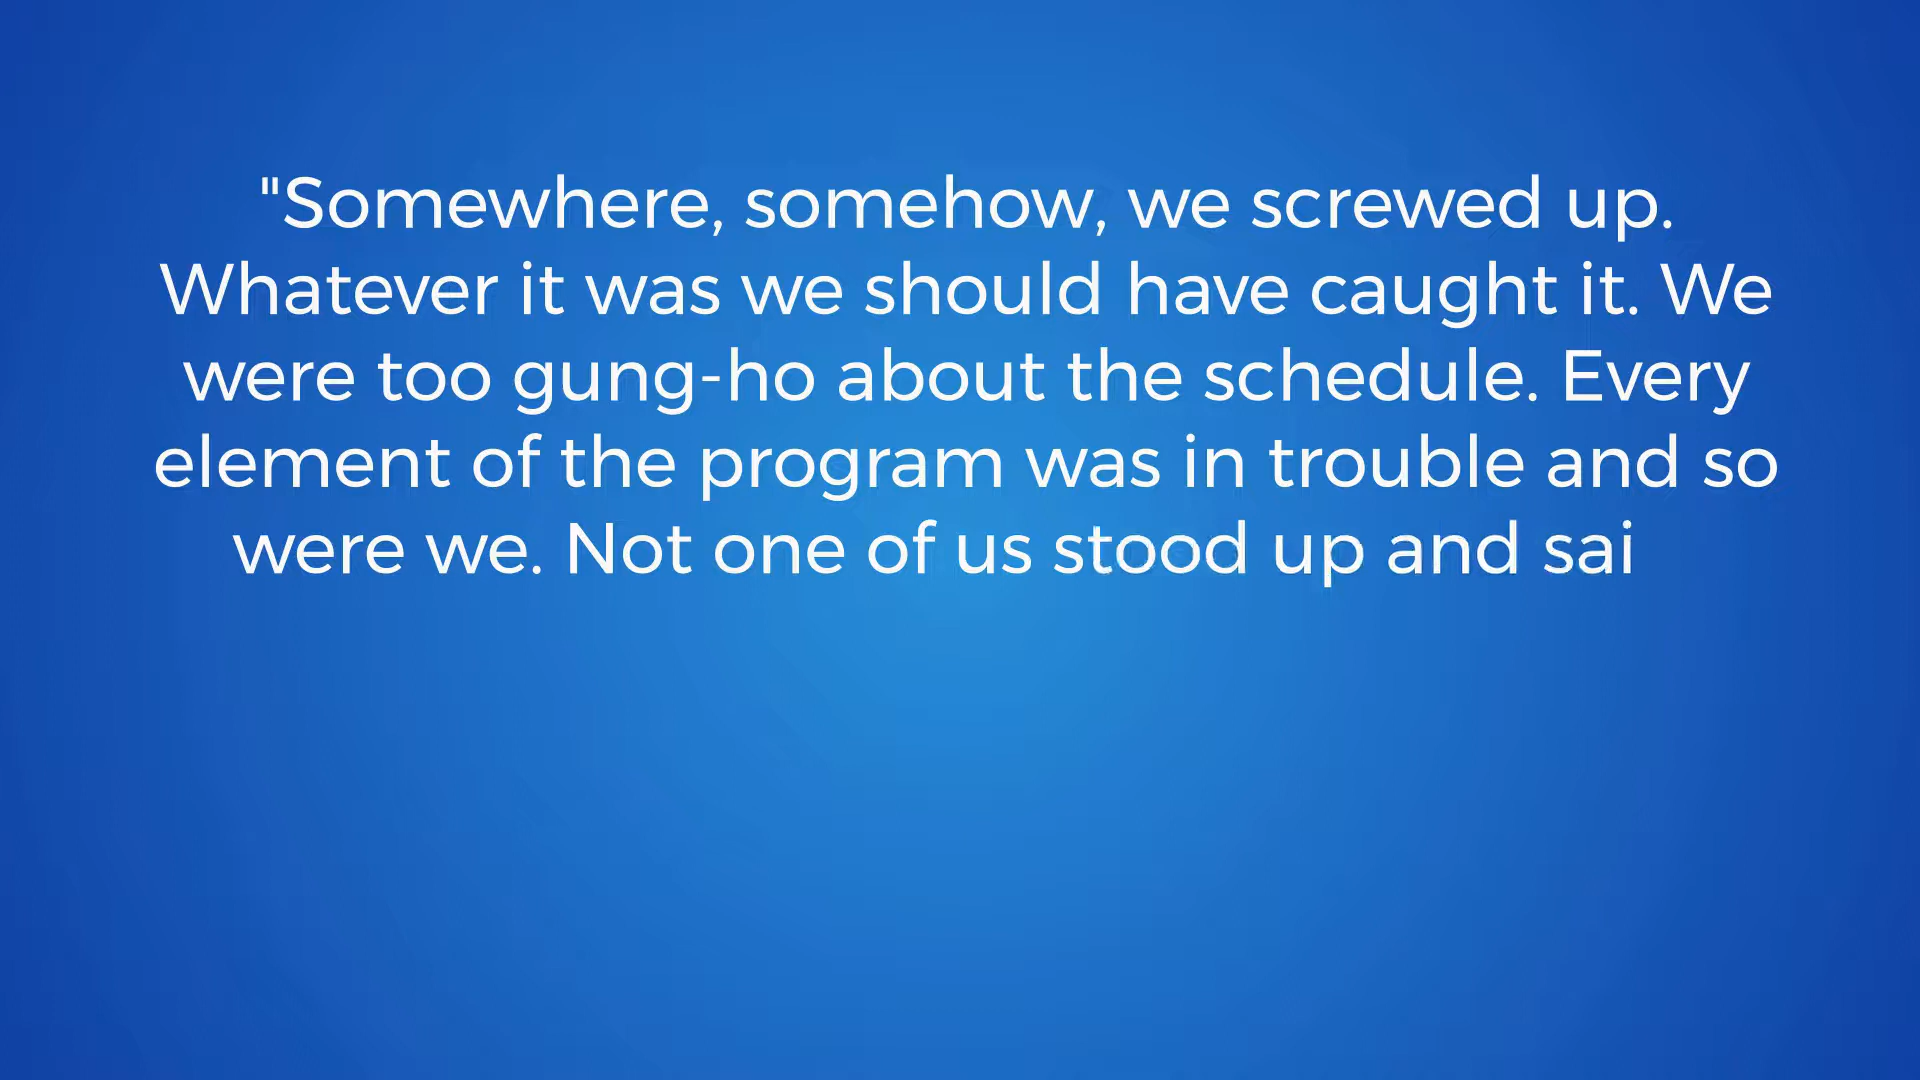 "Somewhere, somehow, we screwed up.
Whatever it was we should have caught it. We
were too gung-ho about the schedule. Every
element of the program was in trouble and so
were we. Not one of us stood up and sai